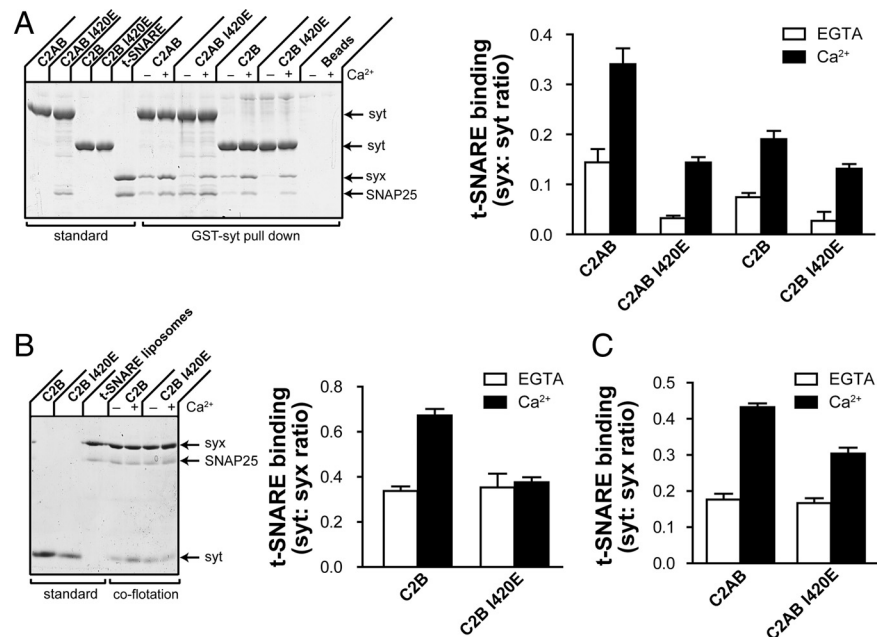 A
C2AB
C2AB I420E
C2B
C2B I420E
t-SNARE
C2AB
C2AB I420E
C2B
C2B I420E
Beads
– + – + – + – + – + Ca²⁺
syt
syt
syx
SNAP25
standard
GST-syt pull down
t-SNARE binding
(syx: syt ratio)
EGTA
Ca²⁺
0.4
0.3
0.2
0.1
0.0
C2AB
C2AB I420E
C2B
C2B I420E
B
C2B
C2B I420E
t-SNARE liposomes
C2B
C2B I420E
– + – + Ca²⁺
syx
SNAP25
syt
standard
co-flotation
t-SNARE binding
(syt: syx ratio)
EGTA
Ca²⁺
0.8
0.6
0.4
0.2
0.0
C2B
C2B I420E
C
t-SNARE binding
(syt: syx ratio)
EGTA
Ca²⁺
0.5
0.4
0.3
0.2
0.1
0.0
C2AB
C2AB I420E